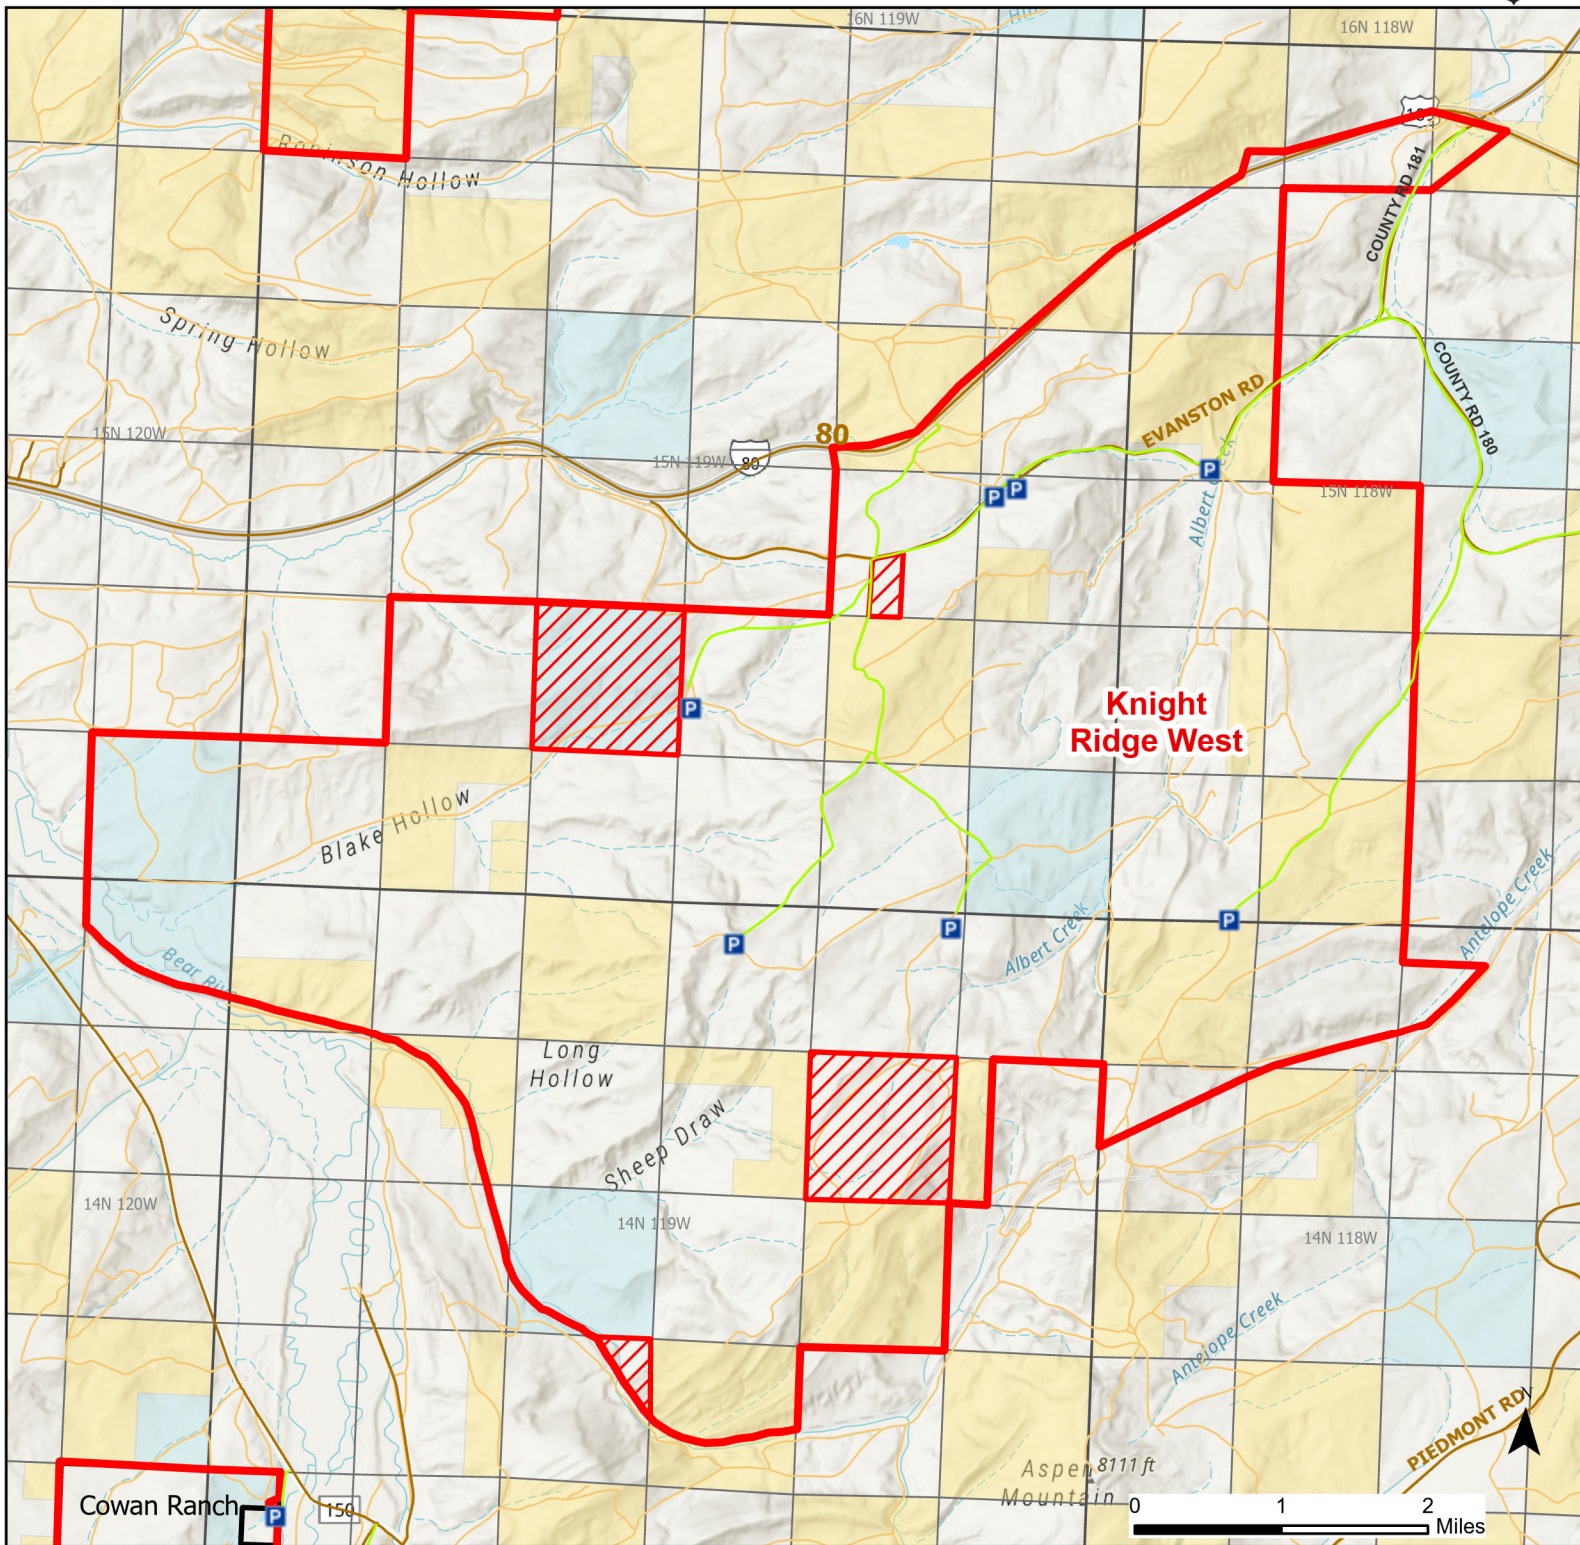 16N 119W
16N 118W
189
Robinson Hollow
COUNTY RD 181
Spring Hollow
COUNTY RD 180
EVANSTON RD
15N 120W
80
15N 119W
80
P
P
P
15N 118W
Albert Creek
Knight
Ridge West
P
Blake Hollow
Antelope Creek
P
P
P
Albert Creek
Bear River
Long
Hollow
Sheep Draw
14N 120W
14N 119W
14N 118W
Antelope Creek
PIEDMONT RD
N
Aspen
Mountain
8111 ft
Cowan Ranch
P
150
0 1 2
Miles